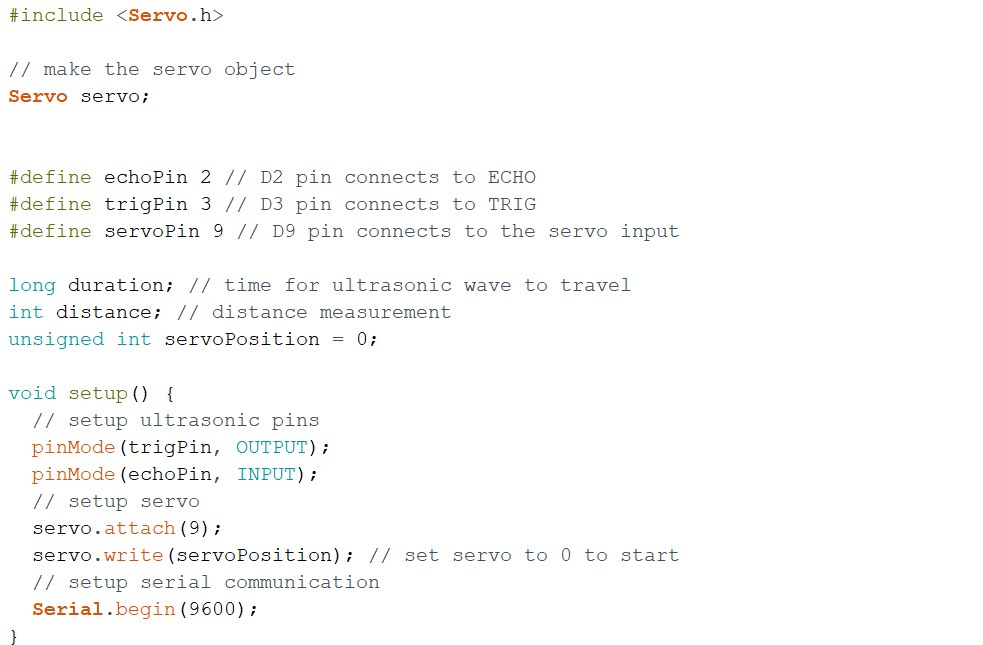 #include <Servo.h>
// make the servo object
Servo servo;
#define echoPin 2 // D2 pin connects to ECHO
#define trigPin 3 // D3 pin connects to TRIG
#define servoPin 9 // D9 pin connects to the servo input
long duration; // time for ultrasonic wave to travel
int distance; // distance measurement
unsigned int servoPosition = 0;
void setup() {
  // setup ultrasonic pins
  pinMode(trigPin, OUTPUT);
  pinMode(echoPin, INPUT);
  // setup servo
  servo.attach(9);
  servo.write(servoPosition); // set servo to 0 to start
  // setup serial communication
  Serial.begin(9600);
}